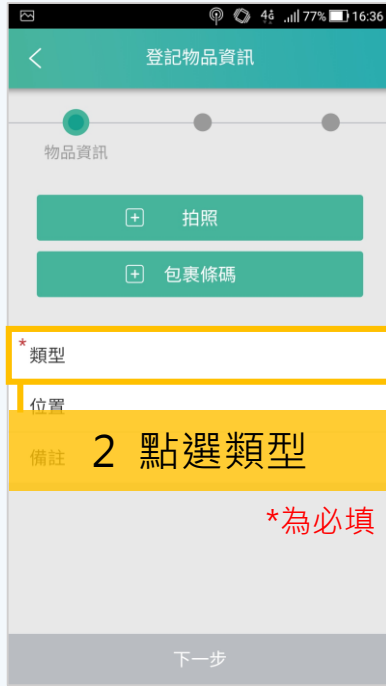 4G 77% 16:36
登記物品資訊
物品資訊
拍照
包裹條碼
*類型
位置
備註
2 點選類型
*為必填
下一步